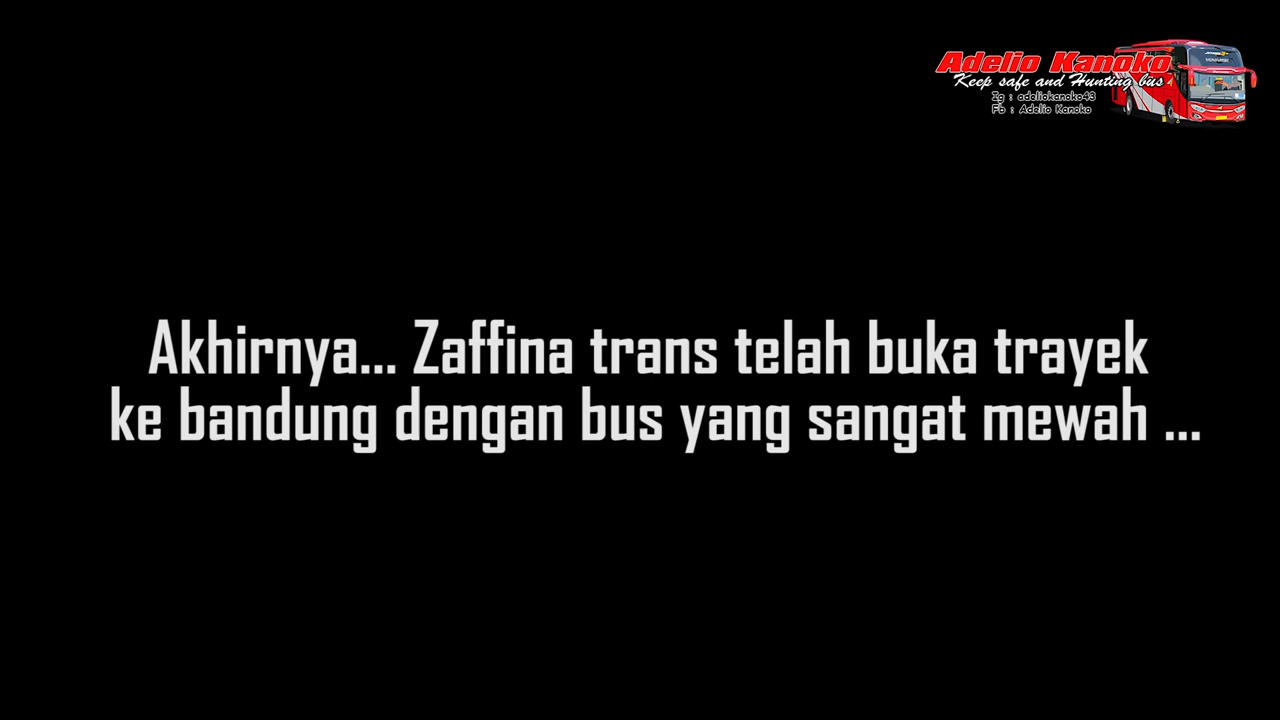 Adelio Kanoko
Keep safe and Hunting bus
Ig : adeliokanoko43
Fb : Adelio Kanoko
Akhirnya... Zaffina trans telah buka trayek
ke bandung dengan bus yang sangat mewah ...